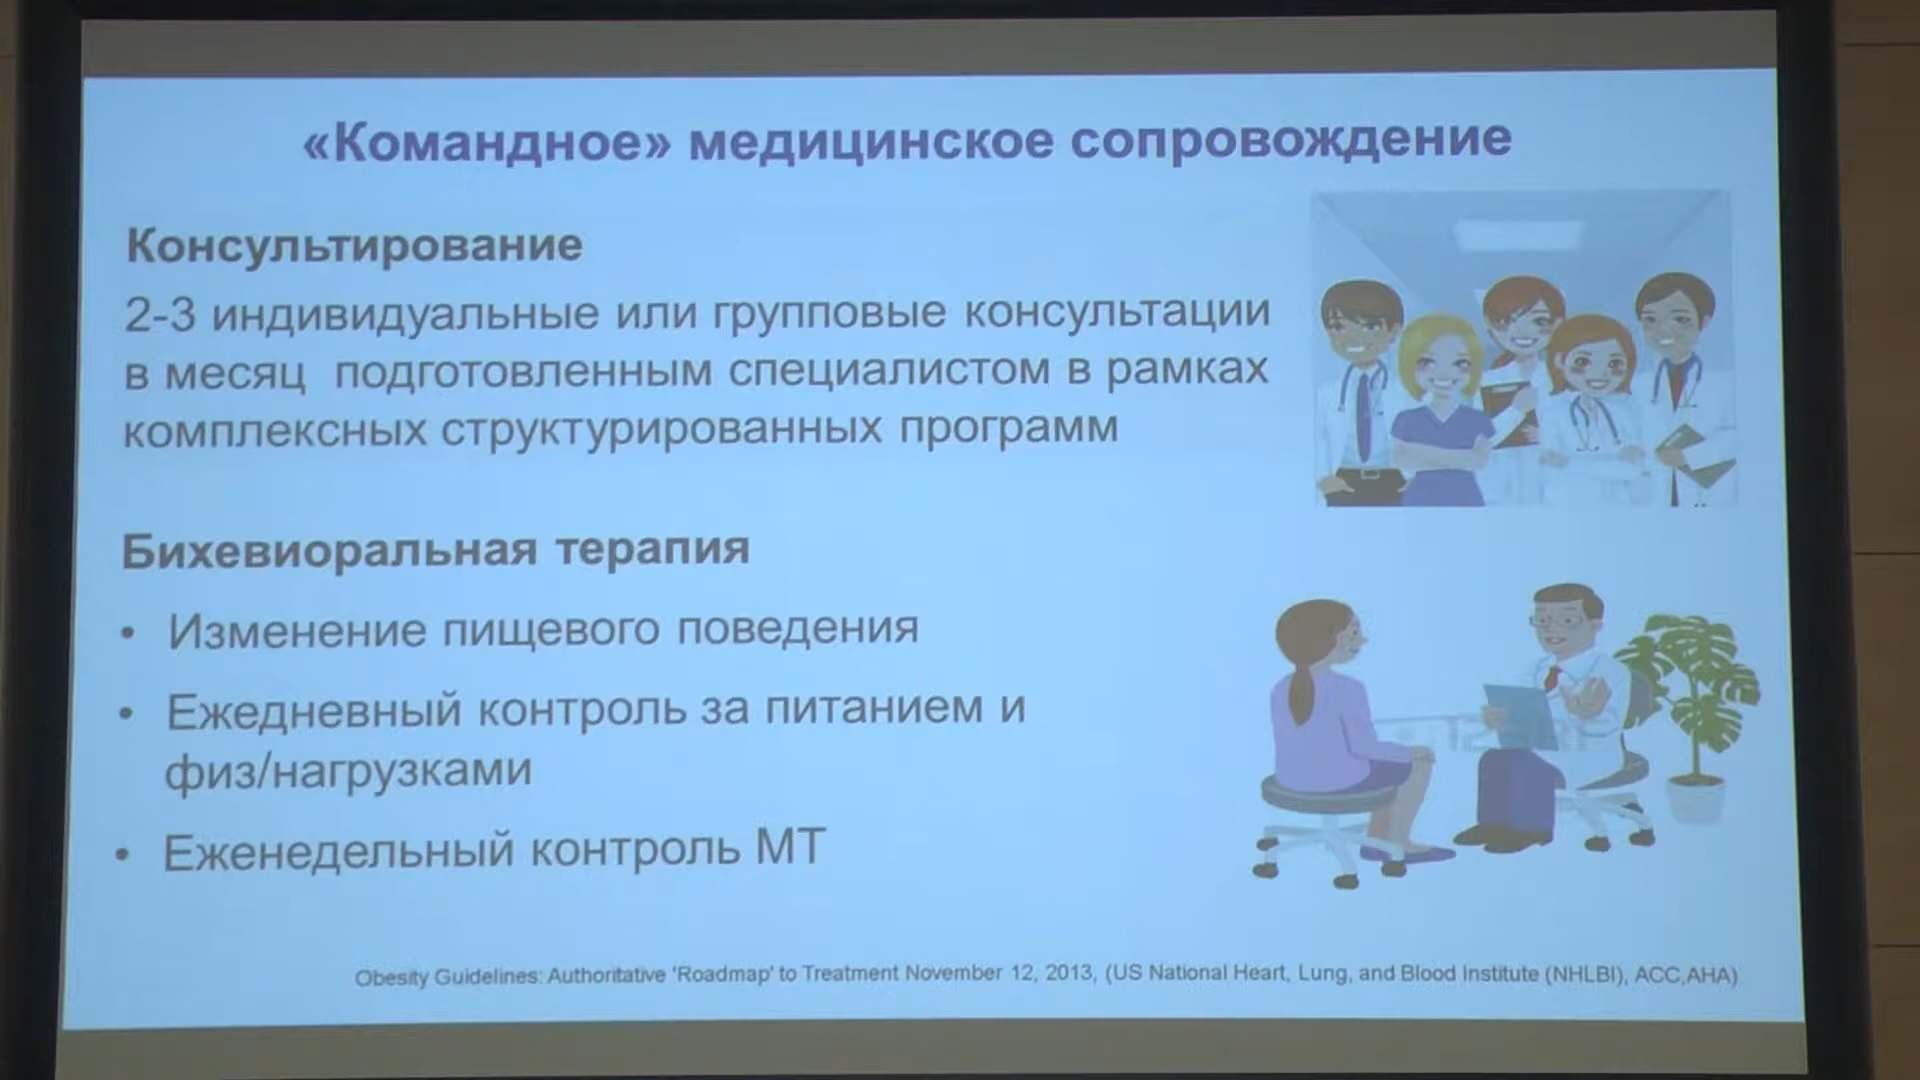 «Командное» медицинское сопровождение
Консультирование
2-3 индивидуальные или групповые консультации
в месяц подготовленным специалистом в рамках
комплексных структурированных программ
Бихевиоральная терапия
• Изменение пищевого поведения
• Ежедневный контроль за питанием и
физ/нагрузками
• Еженедельный контроль МТ
Obesity Guidelines: Authoritative 'Roadmap' to Treatment November 12, 2013, (US National Heart, Lung, and Blood Institute (NHLBI), ACC,AHA)